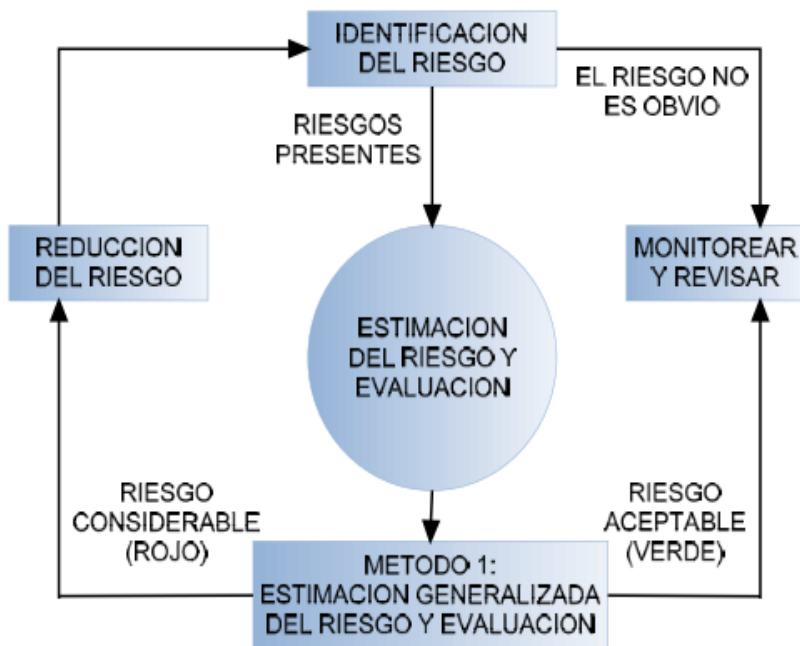 IDENTIFICACION
DEL RIESGO
EL RIESGO NO
ES OBVIO
RIESGOS
PRESENTES
REDUCCION
DEL RIESGO
MONITOREAR
Y REVISAR
ESTIMACION
DEL RIESGO Y
EVALUACION
RIESGO
CONSIDERABLE
(ROJO)
RIESGO
ACEPTABLE
(VERDE)
METODO 1:
ESTIMACION GENERALIZADA
DEL RIESGO Y EVALUACION